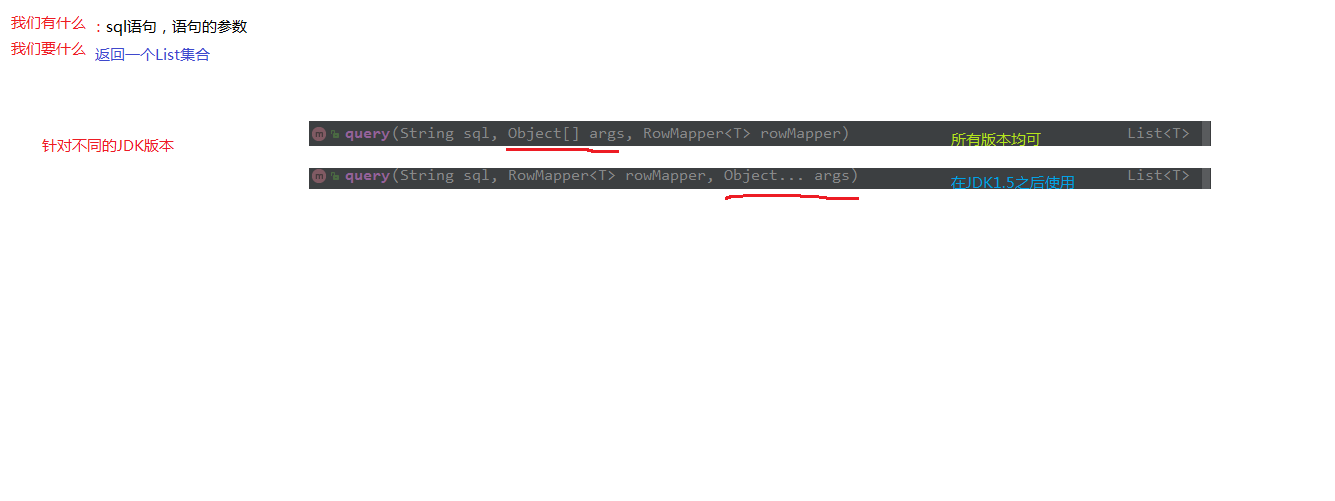 我们有什么 : sql语句，语句的参数
我们要什么 返回一个List集合
针对不同的JDK版本
m query(String sql, Object[] args, RowMapper<T> rowMapper) 所有版本均可 List<T>
m query(String sql, RowMapper<T> rowMapper, Object... args) 在JDK1.5之后使用 List<T>